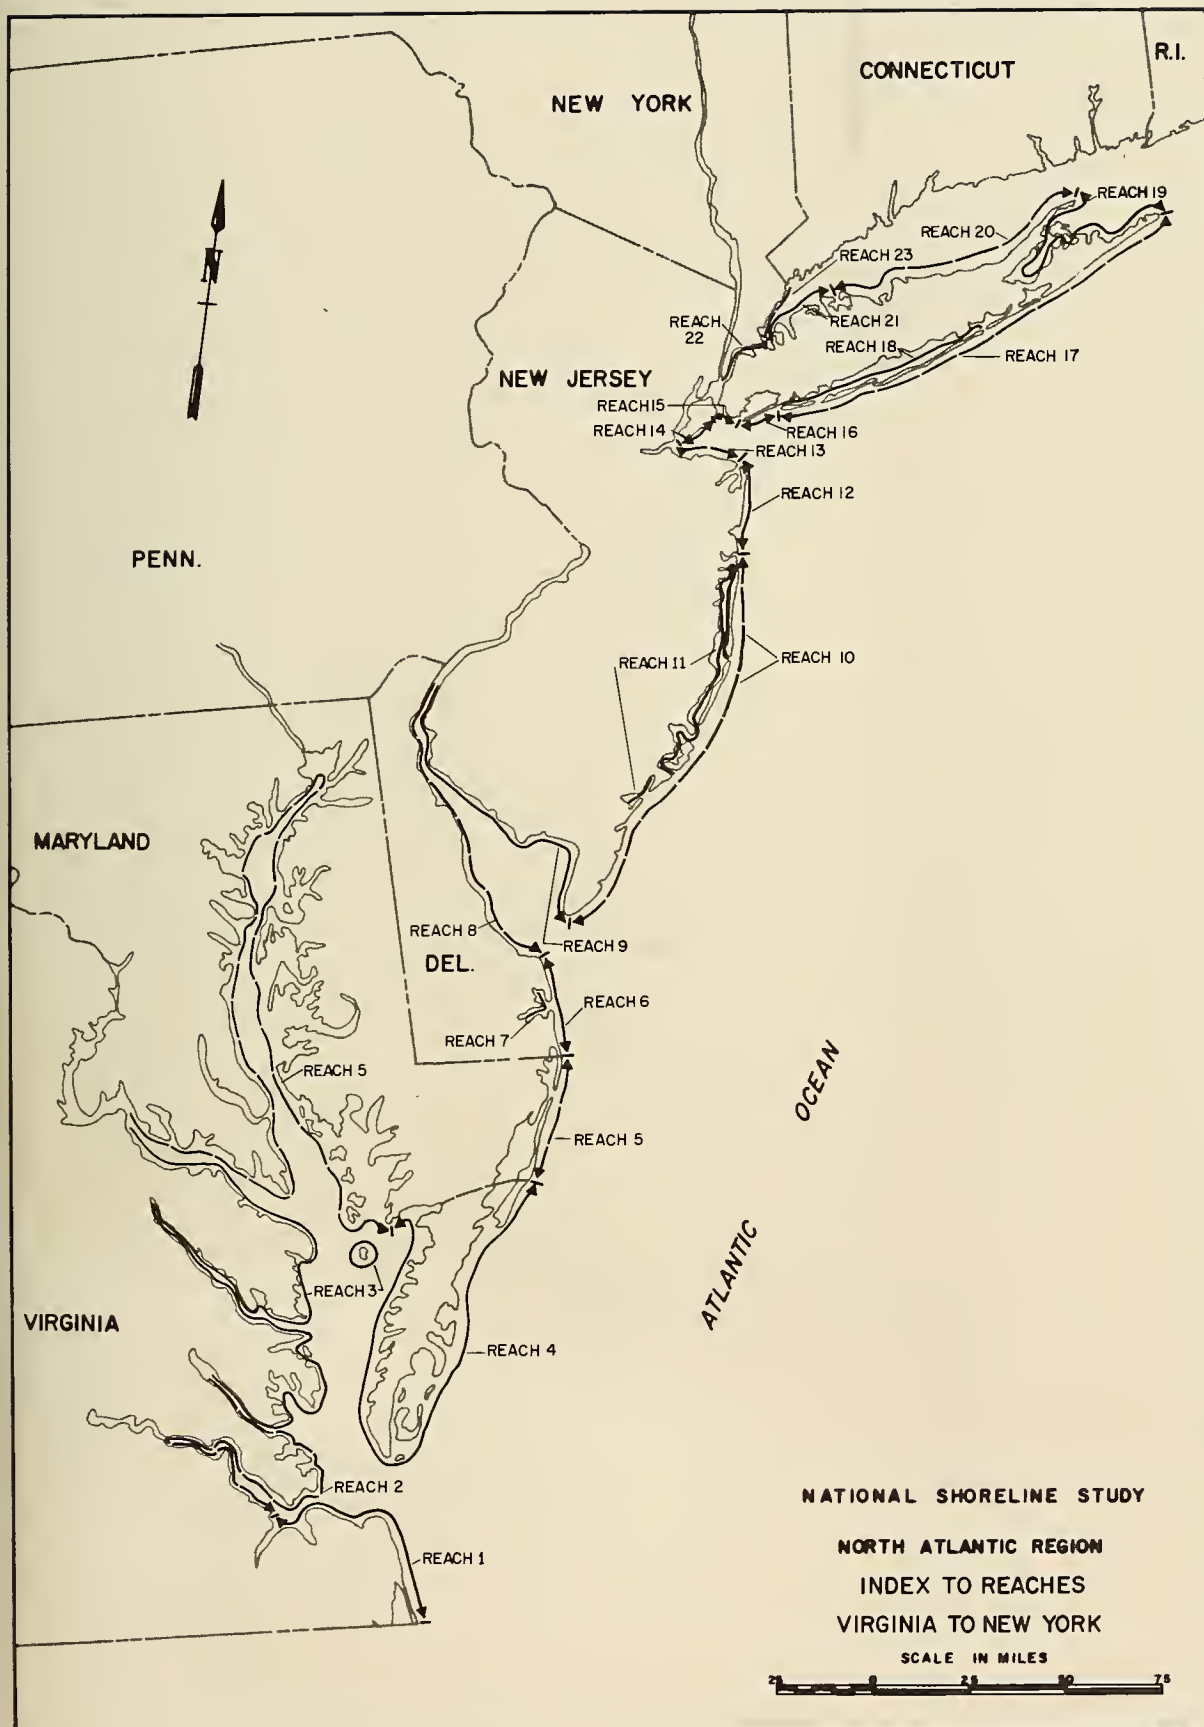 R.I.
CONNECTICUT
NEW YORK
N
REACH 19
REACH 20
REACH 23
REACH 21
REACH 22
REACH 18
REACH 17
NEW JERSEY
REACH 15
REACH 14
REACH 16
REACH 13
REACH 12
PENN.
REACH 11
REACH 10
MARYLAND
REACH 8
REACH 9
DEL.
REACH 6
REACH 7
REACH 5
OCEAN
REACH 5
ATLANTIC
REACH 3
VIRGINIA
REACH 4
REACH 2
REACH 1
NATIONAL SHORELINE STUDY
NORTH ATLANTIC REGION
INDEX TO REACHES
VIRGINIA TO NEW YORK
SCALE IN MILES
25 0 25 50 75